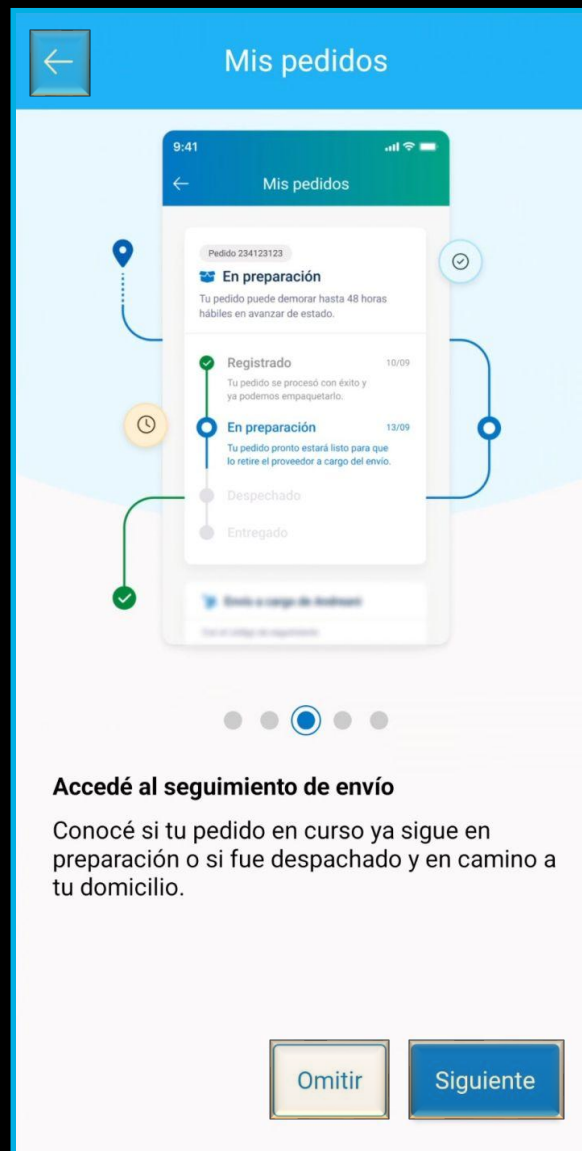 Mis pedidos
9:41
Mis pedidos
Pedido 234123123
En preparación
Tu pedido puede demorar hasta 48 horas
hábiles en avanzar de estado.
Registrado 10/09
Tu pedido se procesó con éxito y
ya podemos empaquetarlo.
En preparación 13/09
Tu pedido pronto estará listo para que
lo retire el proveedor a cargo del envío.
Despechado
Entregado
Envío a cargo de Andreani
Accedé al seguimiento de envío
Conocé si tu pedido en curso ya sigue en
preparación o si fue despachado y en camino a
tu domicilio.
Omitir
Siguiente